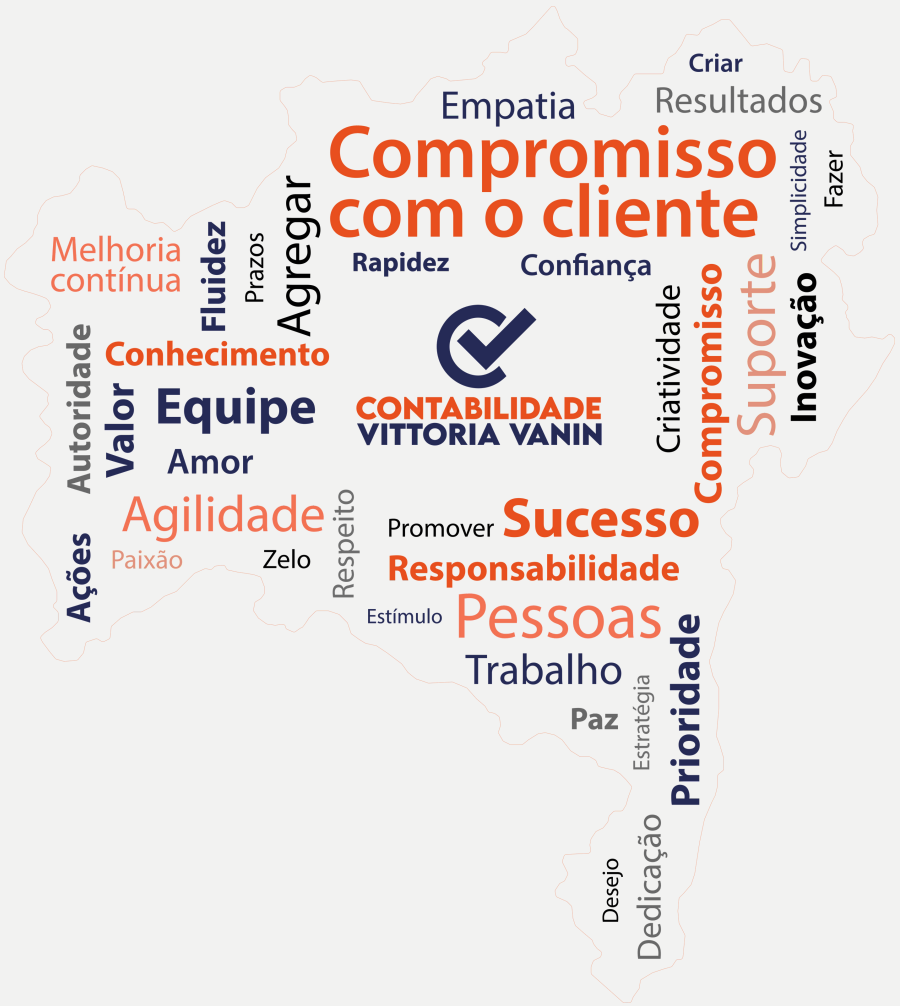 Criar
Empatia
Resultados
Compromisso
com o cliente
Simplicidade
Fazer
Melhoria
contínua
Fluidez
Prazos
Agregar
Rapidez
Confiança
Criatividade
Compromisso
Suporte
Inovação
Autoridade
Conhecimento
Valor
Equipe
Amor
CONTABILIDADE
VITTORIA VANIN
Agilidade
Respeito
Promover
Sucesso
Ações
Paixão
Zelo
Responsabilidade
Estímulo
Pessoas
Trabalho
Paz
Estratégia
Prioridade
Desejo
Dedicação